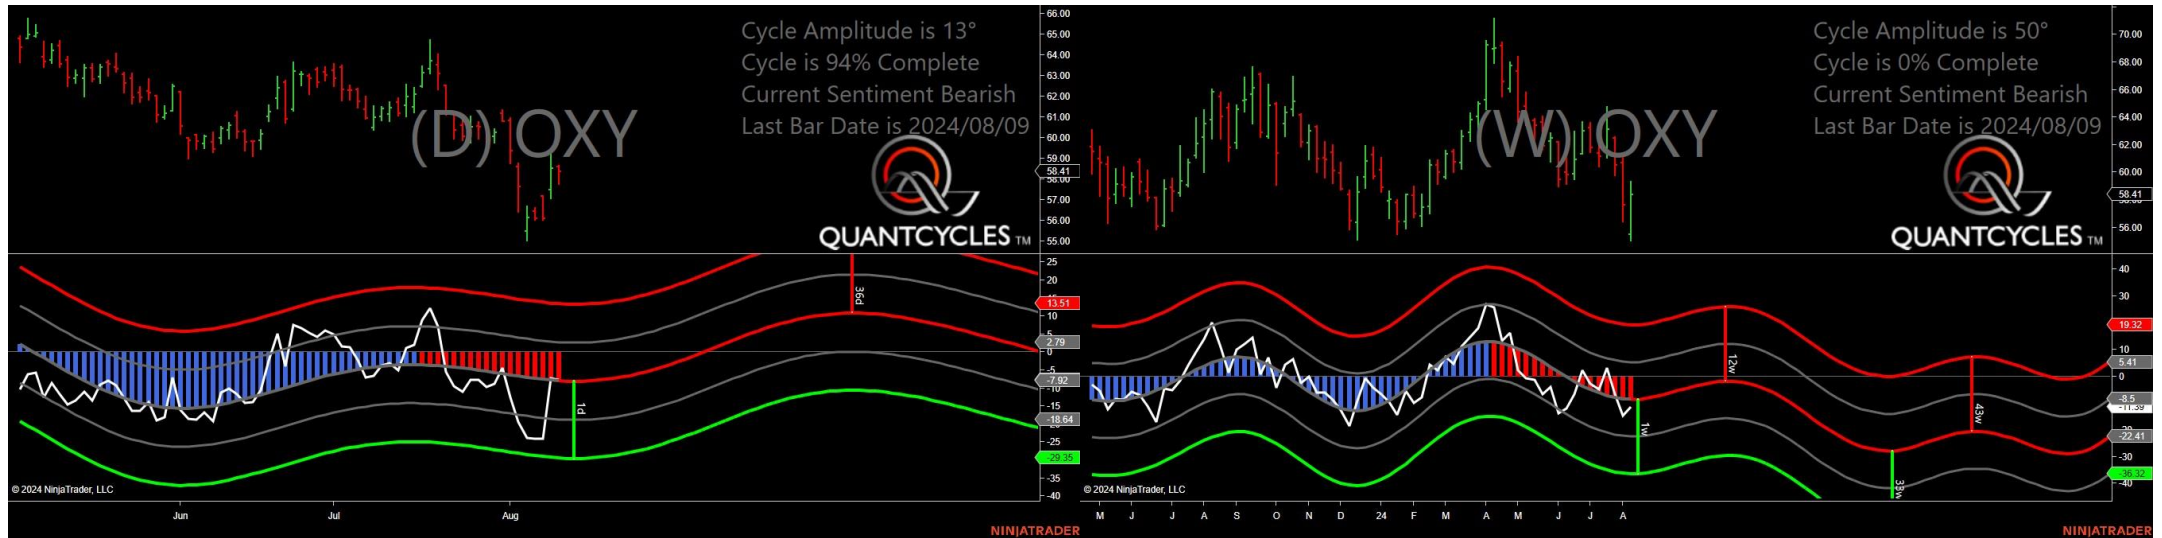 Cycle Amplitude is 13°
Cycle is 94% Complete
Current Sentiment Bearish
Last Bar Date is 2024/08/09
(D) OXY
QUANTCYCLES TM
66.00
65.00
64.00
63.00
62.00
61.00
60.00
59.00
58.41
58.00
57.00
56.00
55.00
25
20
13.51
10
5
2.79
0
-5
-7.92
-10
-15
-18.64
-25
-29.35
-35
-40
36d
1d
© 2024 NinjaTrader, LLC
Jun Jul Aug
NINJATRADER
Cycle Amplitude is 50°
Cycle is 0% Complete
Current Sentiment Bearish
Last Bar Date is 2024/08/09
(W) OXY
QUANTCYCLES TM
70.00
68.00
66.00
64.00
62.00
60.00
58.41
56.00
40
30
19.32
10
5.41
0
-8.5
-11.39
-22.41
-30
-36.32
-40
12w
1w
43w
33w
© 2024 NinjaTrader, LLC
M J J A S O N D 24 F M A M J J A
NINJATRADER